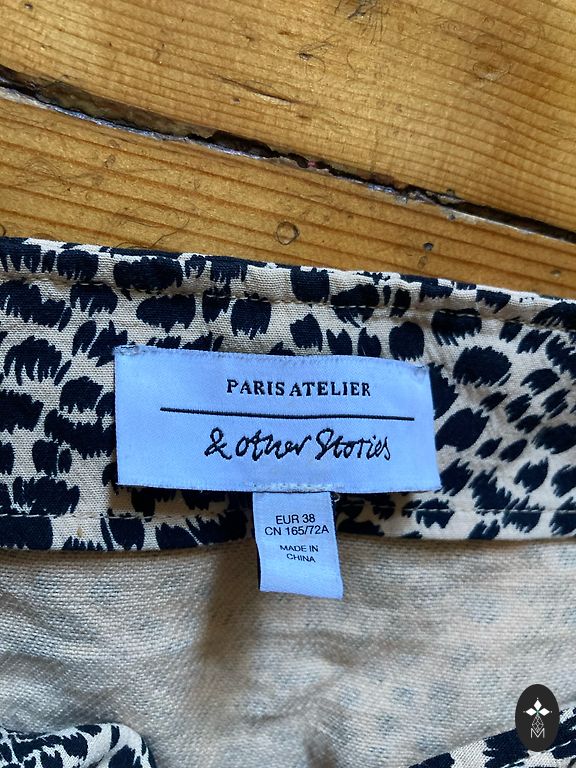 PARIS ATELIER
& other Stories
EUR 38
CN 165/72A
MADE IN
CHINA
M